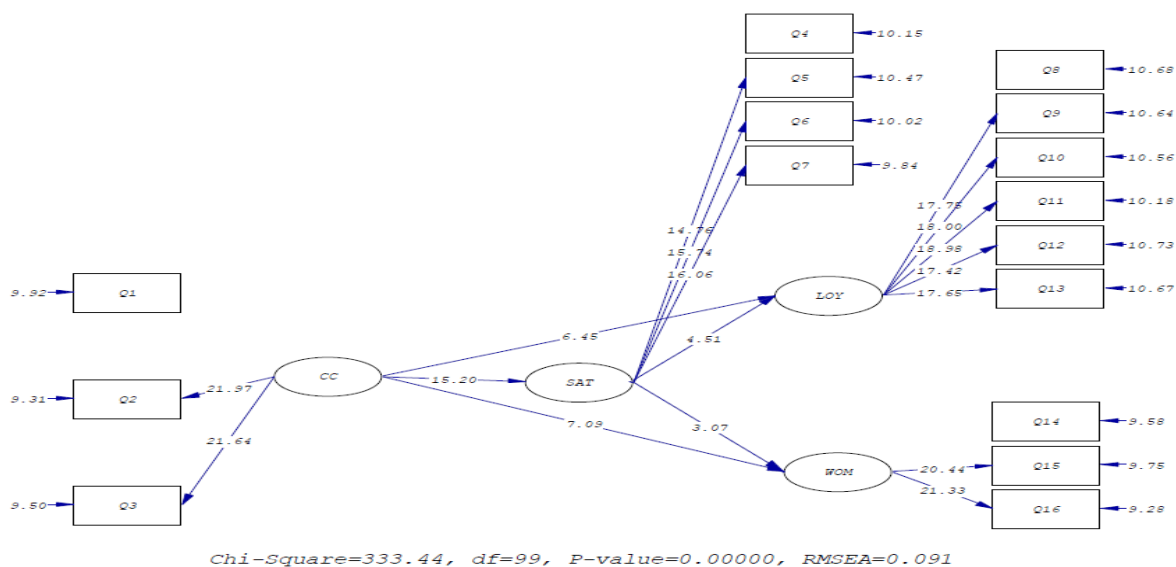 Q4 10.15
Q5 10.47
Q6 10.02
Q7 9.84
Q8 10.68
Q9 10.64
Q10 10.56
Q11 10.18
Q12 10.73
Q13 10.67
14.76
15.74
16.06
17.75
18.00
18.98
17.42
17.65
9.92 Q1
9.31 Q2
9.50 Q3
21.97
21.64
CC
15.20
SAT
6.45
4.51
LOY
7.09
3.07
WOM
20.44
21.33
Q14 9.58
Q15 9.75
Q16 9.28
Chi-Square=333.44, df=99, P-value=0.00000, RMSEA=0.091